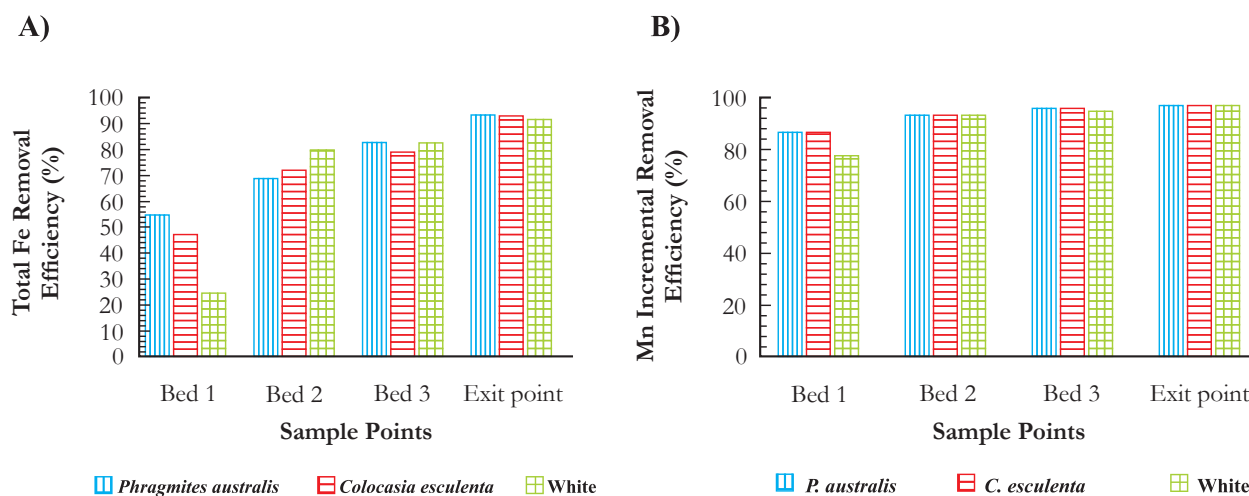 A)
Total Fe Removal
Efficiency (%)
100
90
80
70
60
50
40
30
20
10
0
Bed 1
Bed 2
Bed 3
Exit point
Sample Points
Phragmites australis
Colocasia esculenta
White
B)
Mn Incremental Removal
Efficiency (%)
100
80
60
40
20
0
Bed 1
Bed 2
Bed 3
Exit point
Sample Points
P. australis
C. esculenta
White